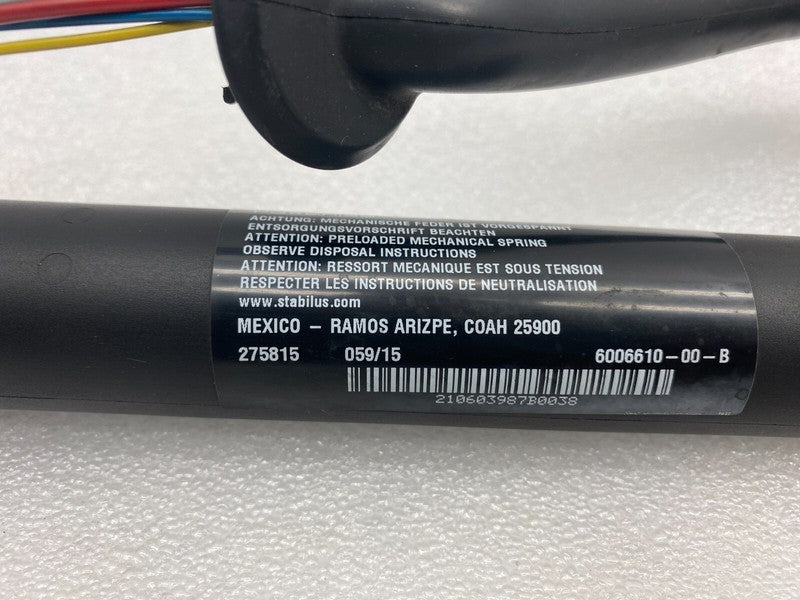 ACHTUNG: MECHANISCHE FEDER IST VORGESPANNT
ENTSORGUNGSVORSCHRIFT BEACHTEN
ATTENTION: PRELOADED MECHANICAL SPRING
OBSERVE DISPOSAL INSTRUCTIONS
ATTENTION: RESSORT MECANIQUE EST SOUS TENSION
RESPECTER LES INSTRUCTIONS DE NEUTRALISATION
www.stabilus.com
MEXICO – RAMOS ARIZPE, COAH 25900
275815 059/15 6006610-00-B
210603987B0038